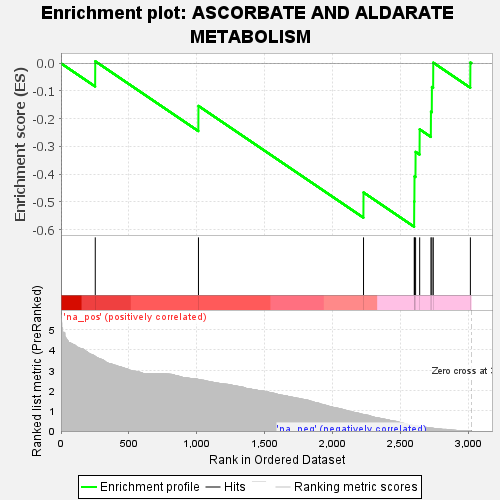 Enrichment plot: ASCORBATE AND ALDARATE
METABOLISM
Enrichment score (ES)
0.0
-0.1
-0.2
-0.3
-0.4
-0.5
-0.6
'na_pos' (positively correlated)
Ranked list metric (PreRanked)
5
4
3
2
1
0
Zero cross at 3
'na_neg' (negatively correlated)
0
500
1,000
1,500
2,000
2,500
3,000
Rank in Ordered Dataset
Enrichment profile
Hits
Ranking metric scores